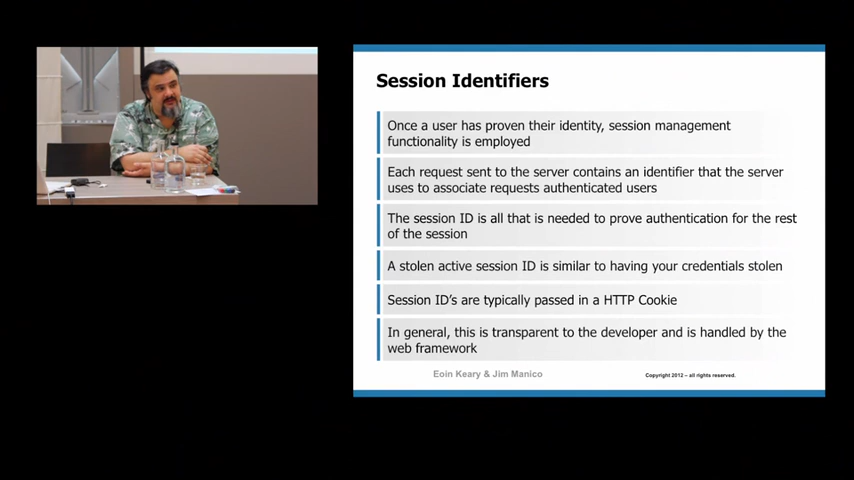 Session Identifiers
Once a user has proven their identity, session management
functionality is employed
Each request sent to the server contains an identifier that the server
uses to associate requests authenticated users
The session ID is all that is needed to prove authentication for the rest
of the session
A stolen active session ID is similar to having your credentials stolen
Session ID's are typically passed in a HTTP Cookie
In general, this is transparent to the developer and is handled by the
web framework
Eoin Keary & Jim Manico
Copyright 2012 – all rights reserved.